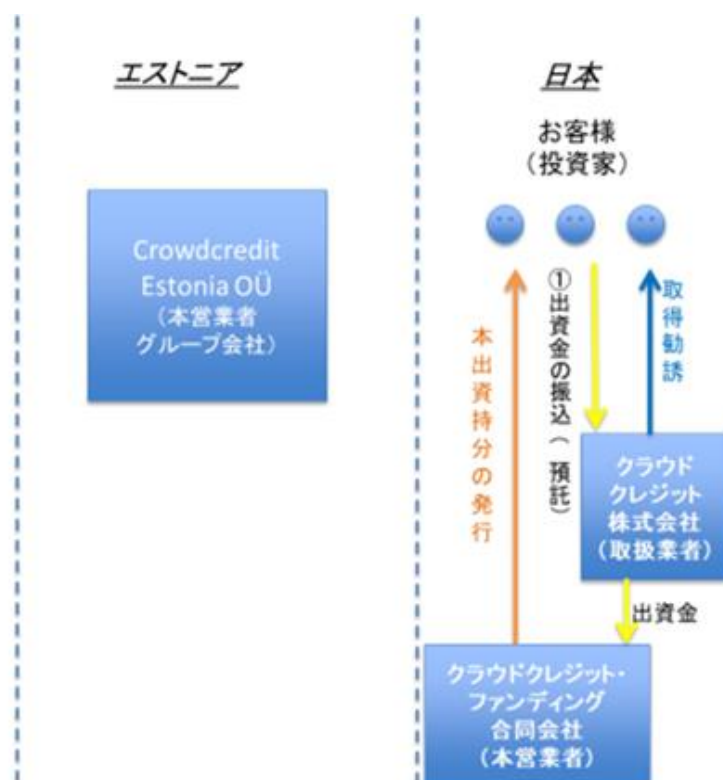 エストニア
Crowdcredit
Estonia OÜ
（本営業者
グループ会社）
日本
お客様
（投資家）
本出資持分の発行
①出資金の振込（ 預託）
取得勧誘
クラウド
クレジット
株式会社
（取扱業者）
出資金
クラウドクレジット・
ファンディング
合同会社
（本営業者）